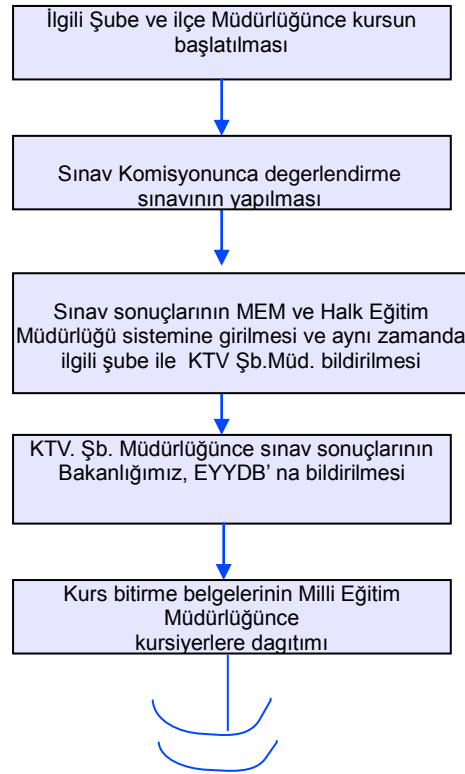 İlgili Şube ve ilçe Müdürlüğünce kursun
başlatılması
Sınav Komisyonunca degerlendirme
sınavının yapılması
Sınav sonuçlarının MEM ve Halk Eğitim
Müdürlüğü sistemine girilmesi ve aynı zamanda
ilgili şube ile KTV Şb.Müd. bildirilmesi
KTV. Şb. Müdürlüğünce sınav sonuçlarının
Bakanlığımız, EYYDB’ na bildirilmesi
Kurs bitirme belgelerinin Milli Eğitim
Müdürlüğünce
kursiyerlere dagıtımı